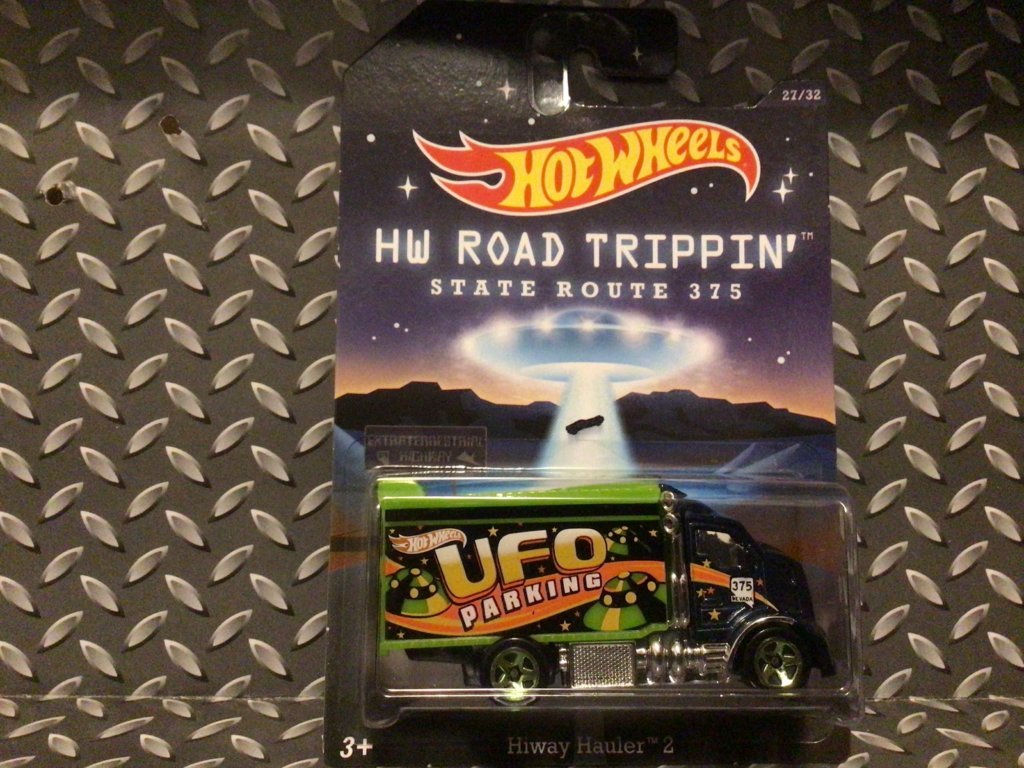 27/32
HOT WHEELS
HW ROAD TRIPPIN'™
STATE ROUTE 375
EXTRATERRESTRIAL
HIGHWAY
HOT WHEELS
UFO
PARKING
375
NEVADA
3+
Hiway Hauler™ 2